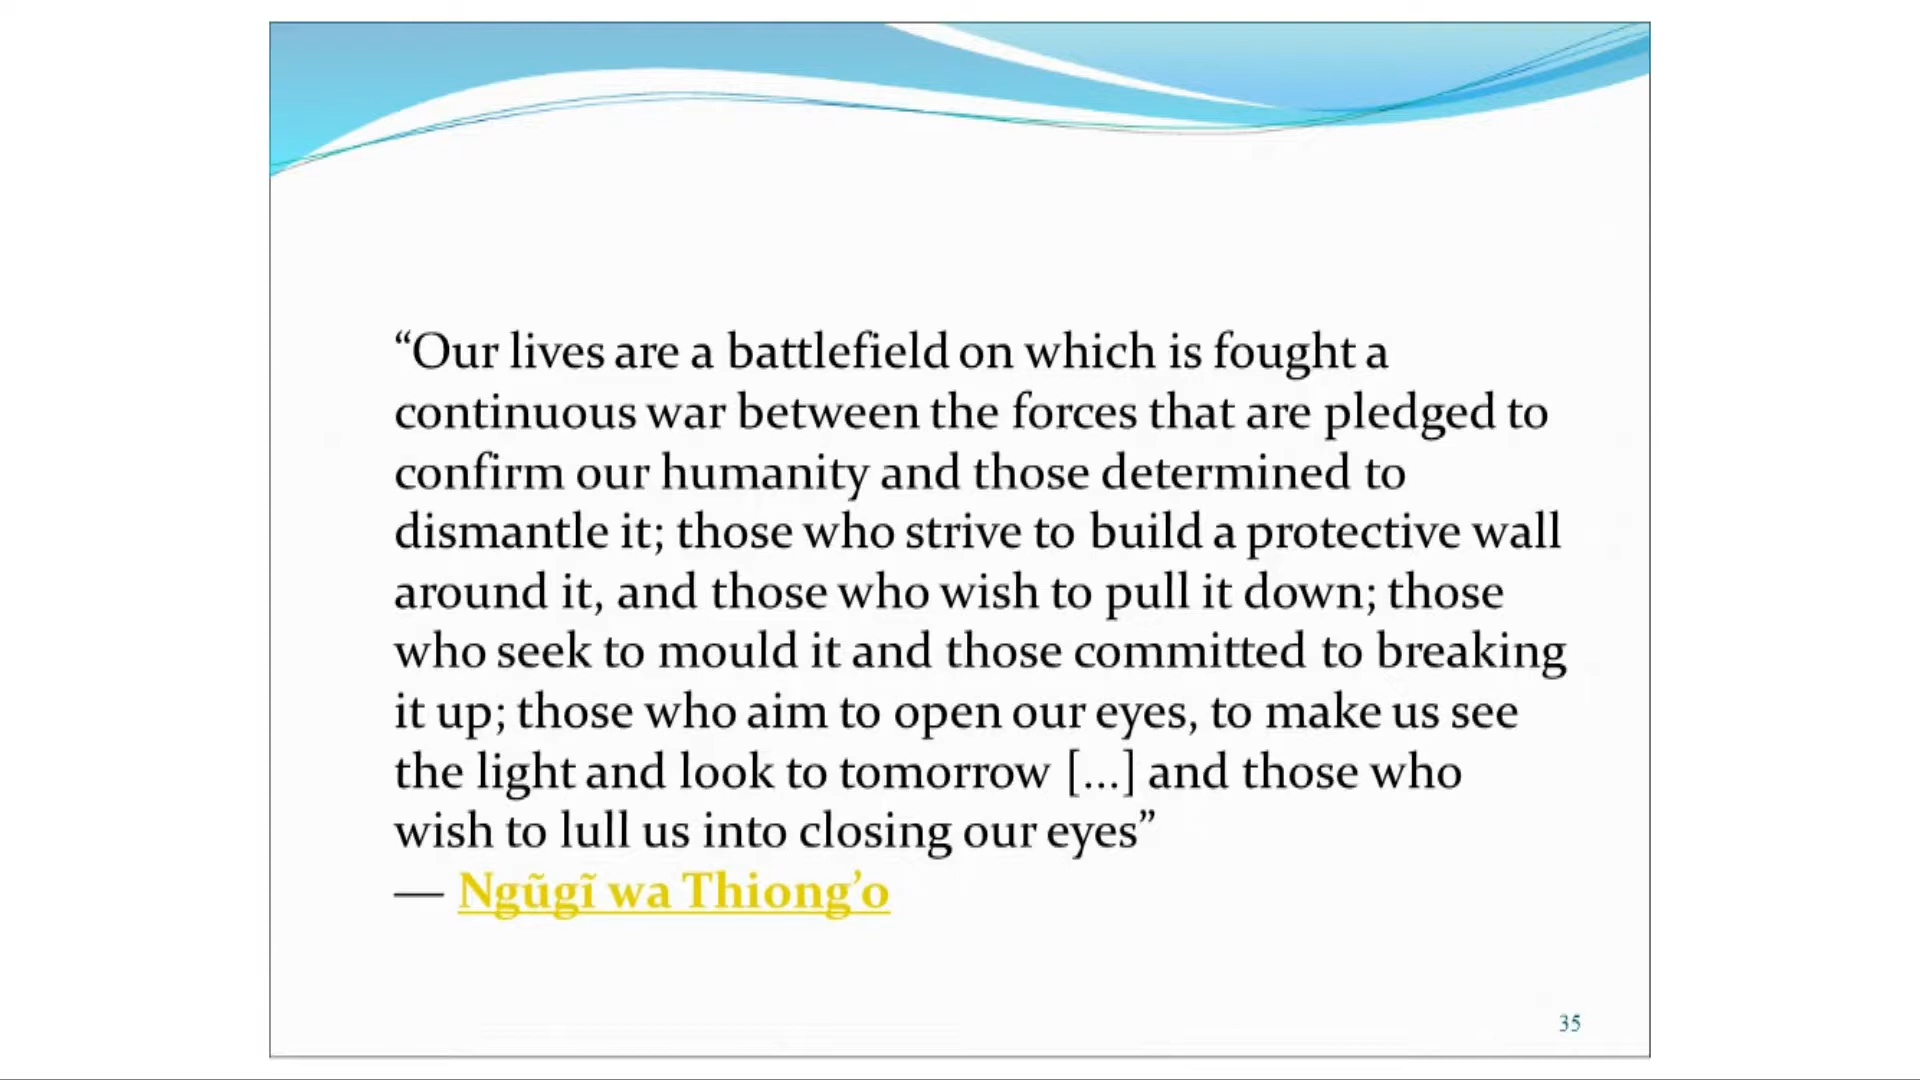 “Our lives are a battlefield on which is fought a
continuous war between the forces that are pledged to
confirm our humanity and those determined to
dismantle it; those who strive to build a protective wall
around it, and those who wish to pull it down; those
who seek to mould it and those committed to breaking
it up; those who aim to open our eyes, to make us see
the light and look to tomorrow [...] and those who
wish to lull us into closing our eyes”
— Ngũgĩ wa Thiong’o
35